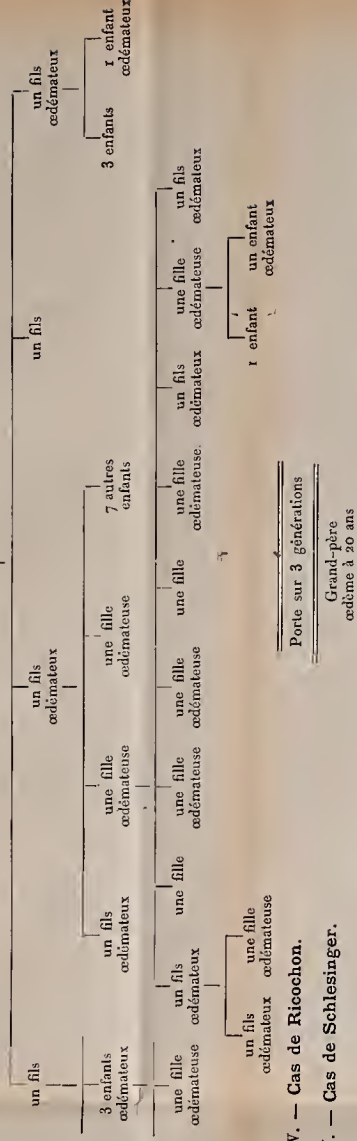 un fils
un fils
œdémateux
un fils
un fils
œdémateux
3 enfants
œdémateux
un fils
œdémateux
une fille
œdémateuse
une fille
œdémateuse
7 autres
enfants
3 enfants
1 enfant
œdémateux
une fille
œdémateuse
un fils
œdémateux
une fille
une fille
œdémateuse
une fille
œdémateuse
une fille
une fille
œdémateuse.
un fils
œdémateux
une fille
œdémateuse
un fils
œdémateux
un fils
œdémateux
une fille
œdémateuse
1 enfant
un enfant
œdémateux
V. — Cas de Ricochon.
Porte sur 3 générations
. — Cas de Schlesinger.
Grand-père
œdème à 20 ans